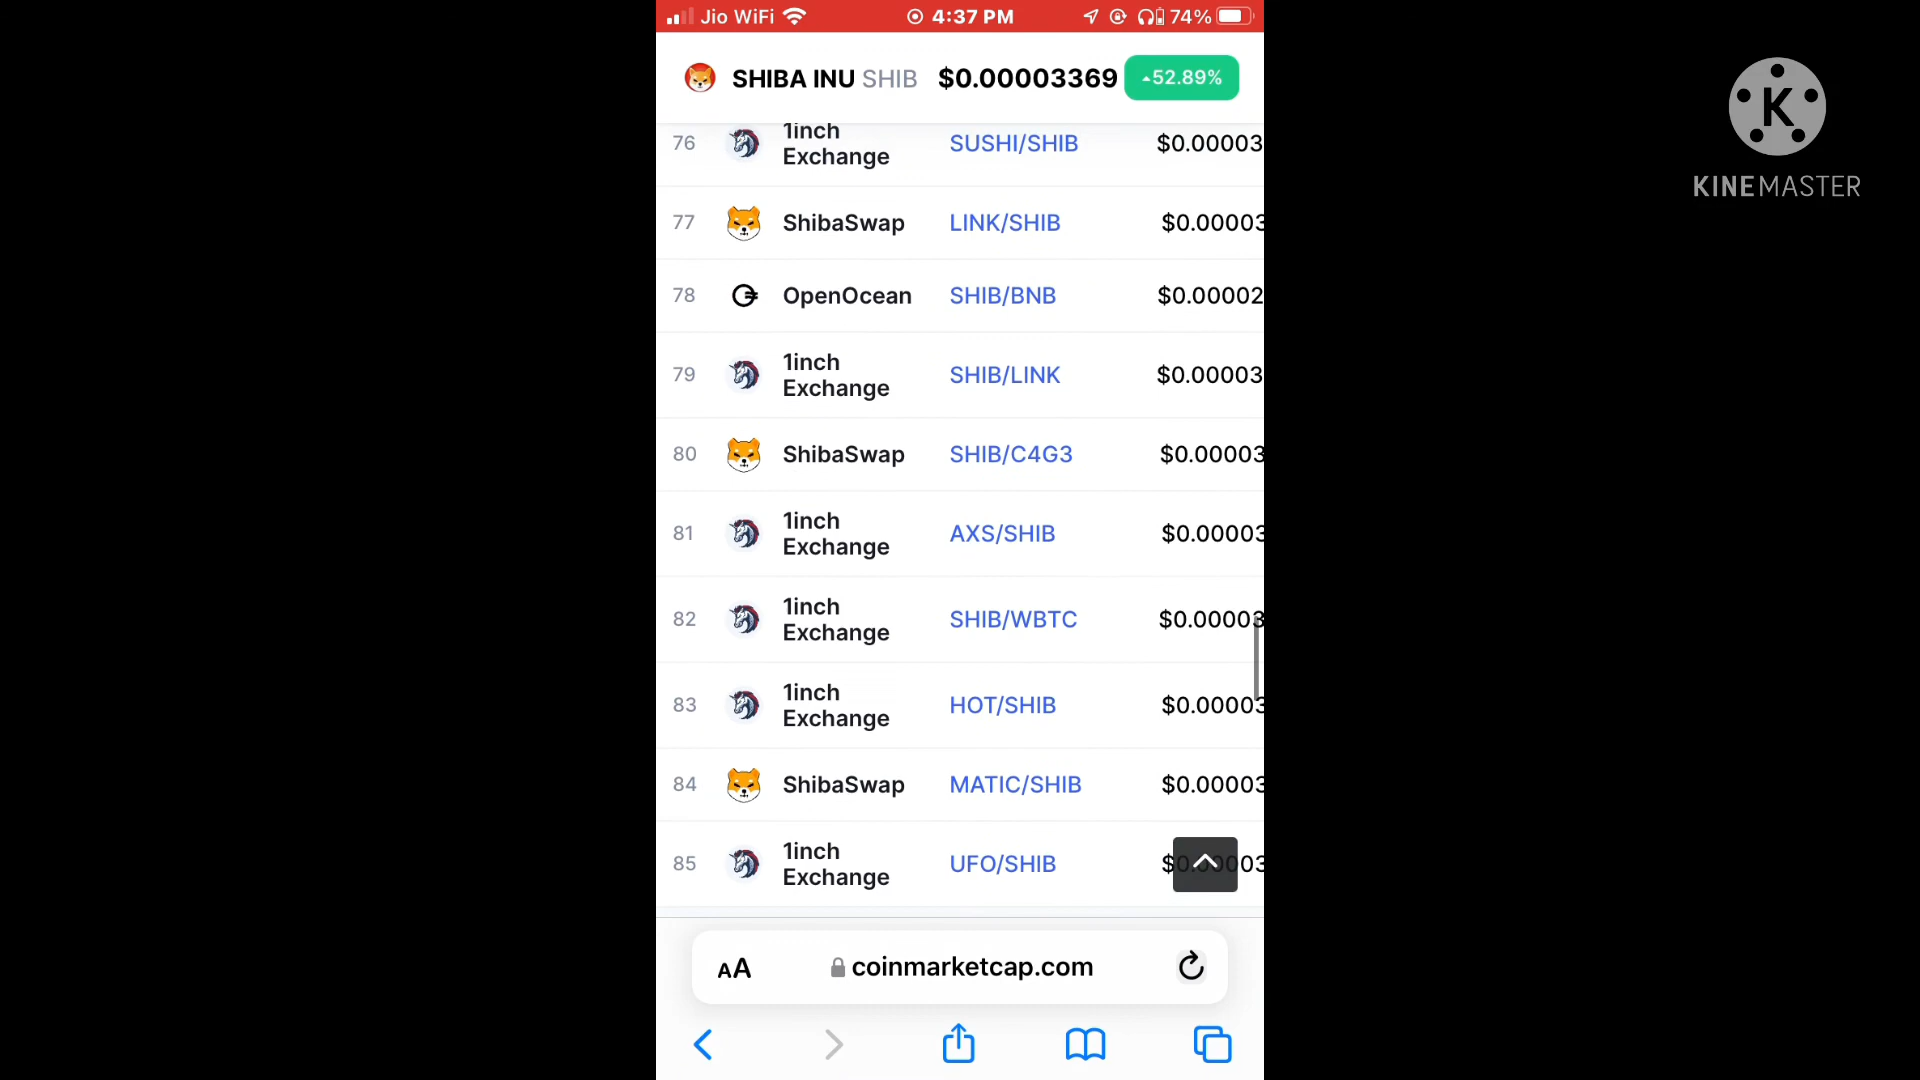 Jio WiFi 4:37 PM 74%
SHIBA INU SHIB $0.00003369 52.89%
76 1inch Exchange SUSHI/SHIB $0.00003
77 ShibaSwap LINK/SHIB $0.00003
78 OpenOcean SHIB/BNB $0.00002
79 1inch Exchange SHIB/LINK $0.00003
80 ShibaSwap SHIB/C4G3 $0.00003
81 1inch Exchange AXS/SHIB $0.00003
82 1inch Exchange SHIB/WBTC $0.00003
83 1inch Exchange HOT/SHIB $0.00003
84 ShibaSwap MATIC/SHIB $0.00003
85 1inch Exchange UFO/SHIB
AA coinmarketcap.com
K
KINEMASTER